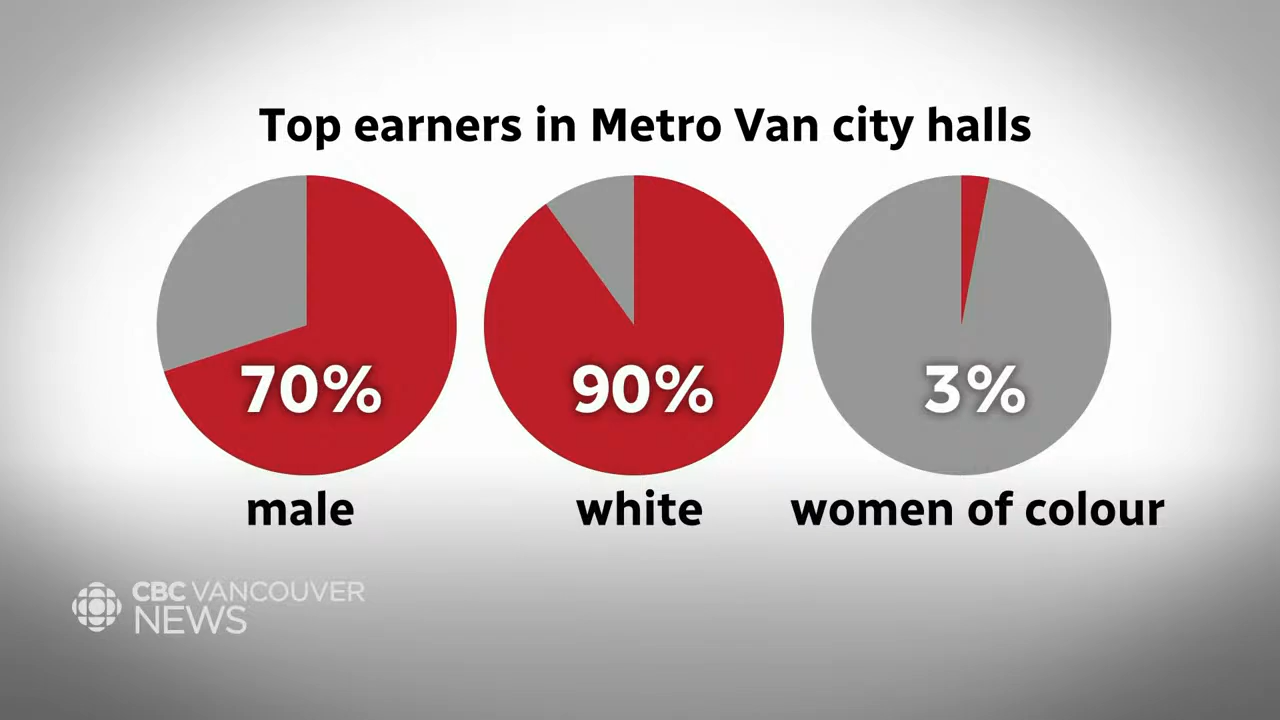 Top earners in Metro Van city halls
70%
90%
3%
male
white
women of colour
CBC VANCOUVER
NEWS